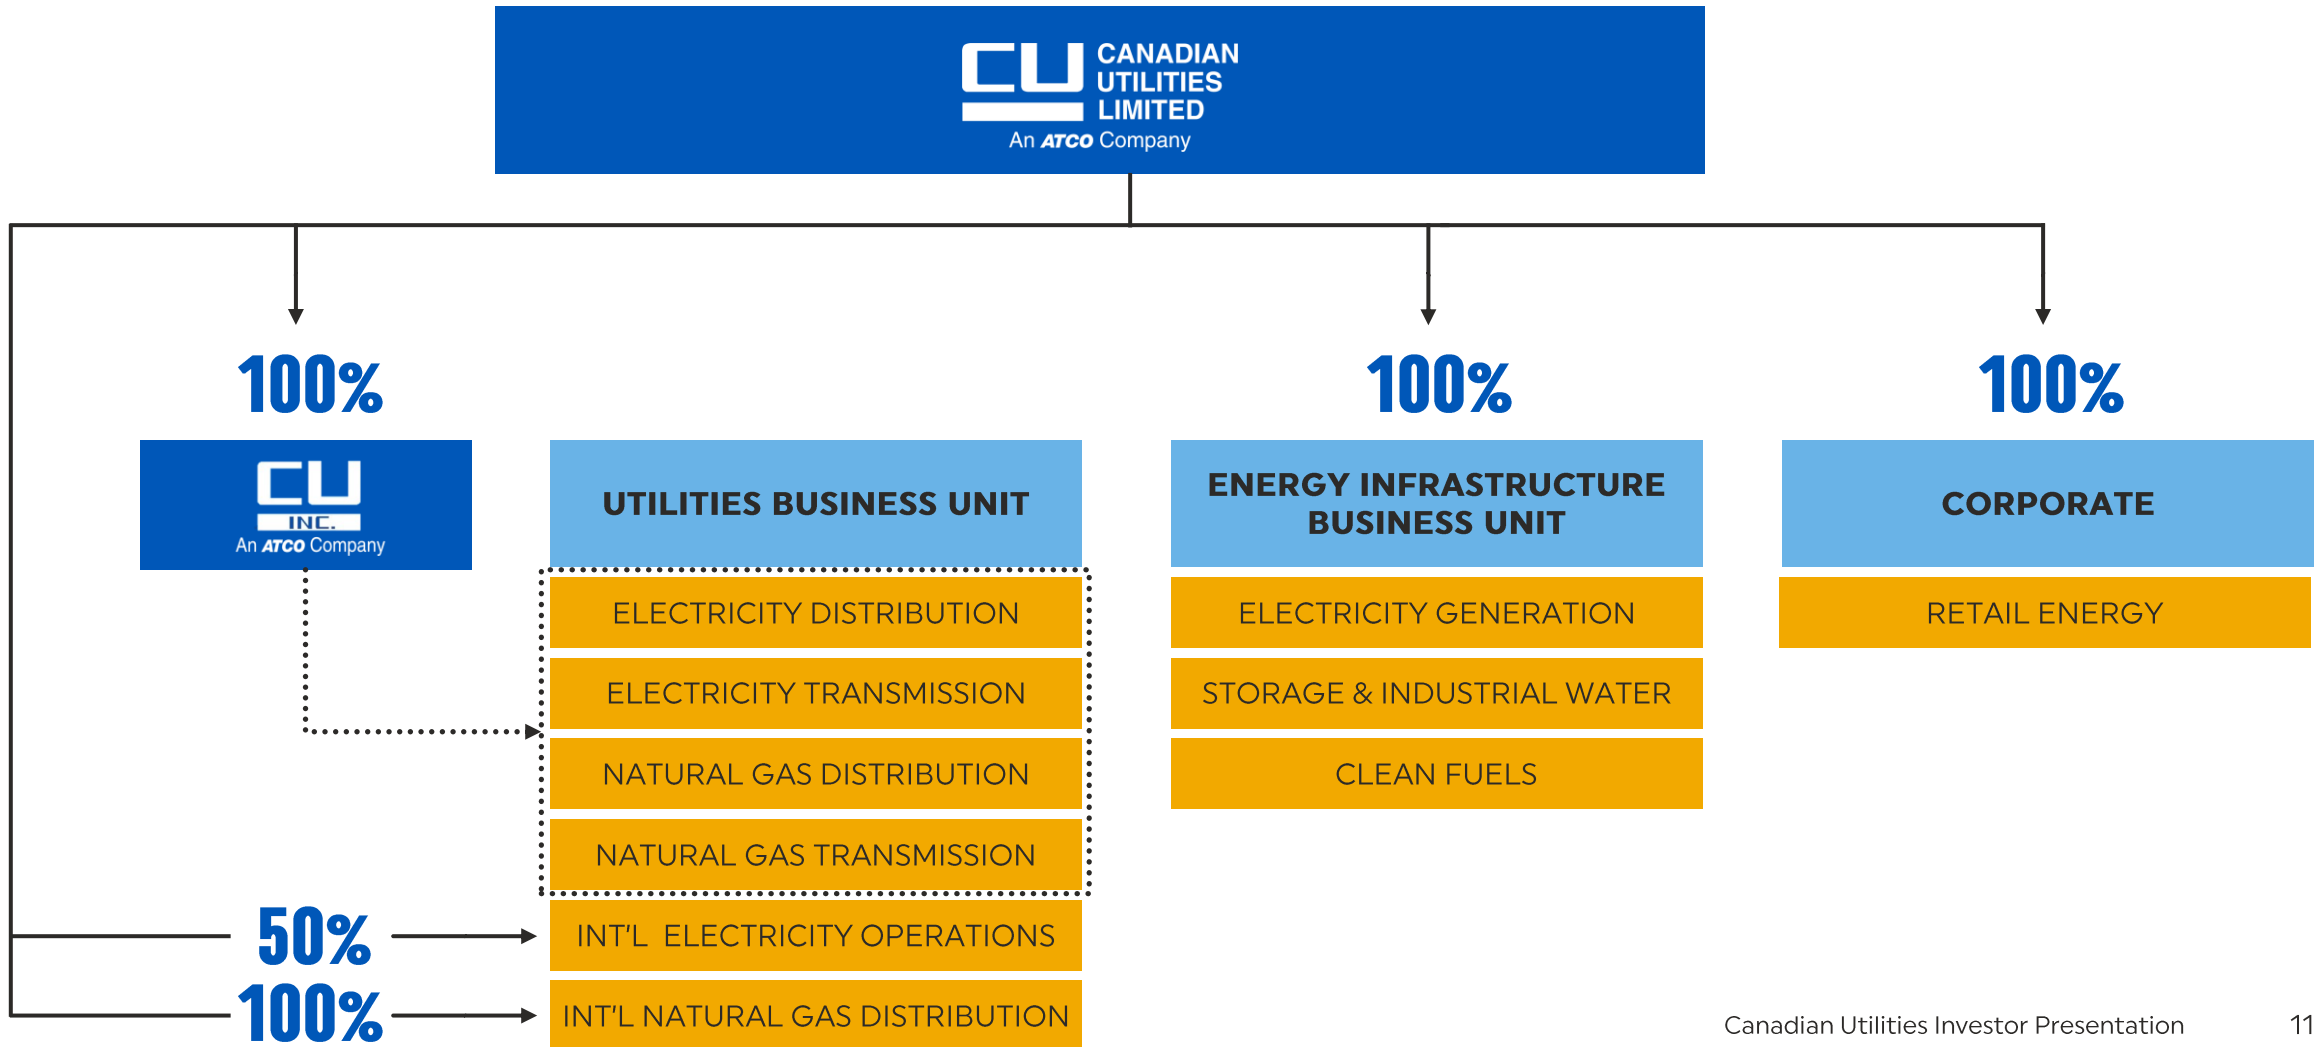 CU CANADIAN
UTILITIES
LIMITED
An ATCO Company
100%
100%
100%
CU
INC.
An ATCO Company
UTILITIES BUSINESS UNIT
ELECTRICITY DISTRIBUTION
ELECTRICITY TRANSMISSION
NATURAL GAS DISTRIBUTION
NATURAL GAS TRANSMISSION
50%
INT'L ELECTRICITY OPERATIONS
100%
INT'L NATURAL GAS DISTRIBUTION
ENERGY INFRASTRUCTURE
BUSINESS UNIT
ELECTRICITY GENERATION
STORAGE & INDUSTRIAL WATER
CLEAN FUELS
CORPORATE
RETAIL ENERGY
Canadian Utilities Investor Presentation
11